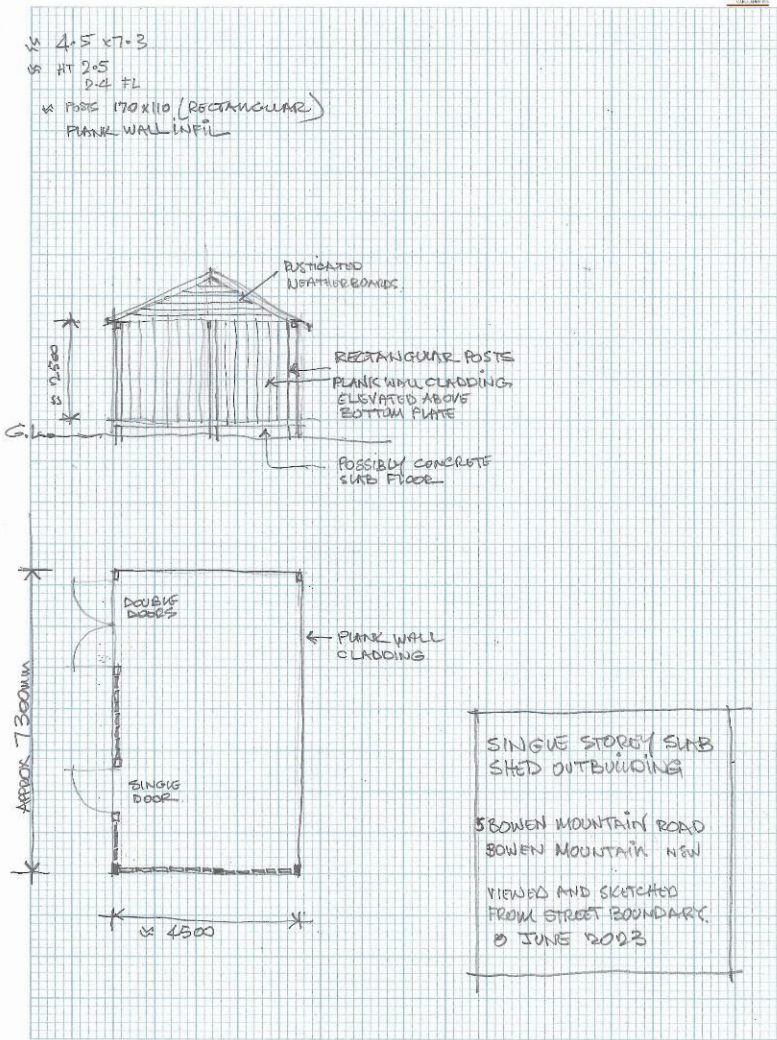 ≈ 4.5 x 7.3
≈ HT 2.5
2.4 FL
≈ POSTS 170 x 110 (RECTANGULAR)
PLANK WALL INFIL
RUSTICATED
WEATHERBOARDS.
≈ 2500
RECTANGULAR POSTS
PLANK WALL CLADDING
ELEVATED ABOVE
BOTTOM PLATE
G.L.
POSSIBLY CONCRETE
SLAB FLOOR
DOUBLE
DOORS
PLANK WALL
CLADDING
APPROX 7300mm
SINGLE
DOOR
≈ 4500
SINGLE STOREY SLAB
SHED OUTBUILDING
5 BOWEN MOUNTAIN ROAD
BOWEN MOUNTAIN NSW
VIEWED AND SKETCHED
FROM STREET BOUNDARY.
JUNE 2023